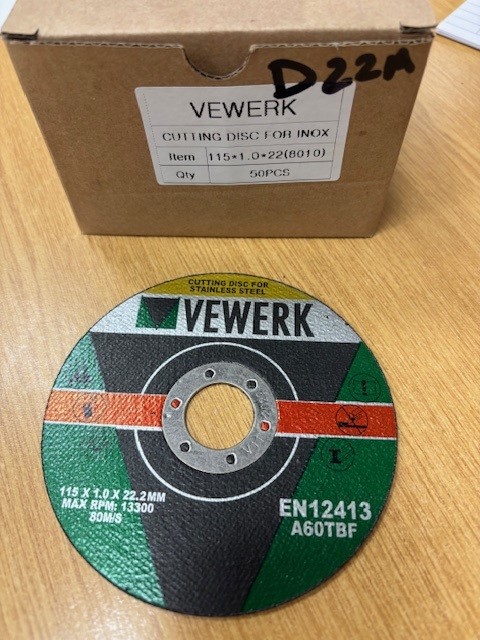 D22A
VEWERK
CUTTING DISC FOR INOX
Item 115*1.0*22(8010)
Qty 50PCS
CUTTING DISC FOR
STAINLESS STEEL
VEWERK
115 X 1.0 X 22.2MM
MAX RPM: 13300
80M/S
EN12413
A60TBF